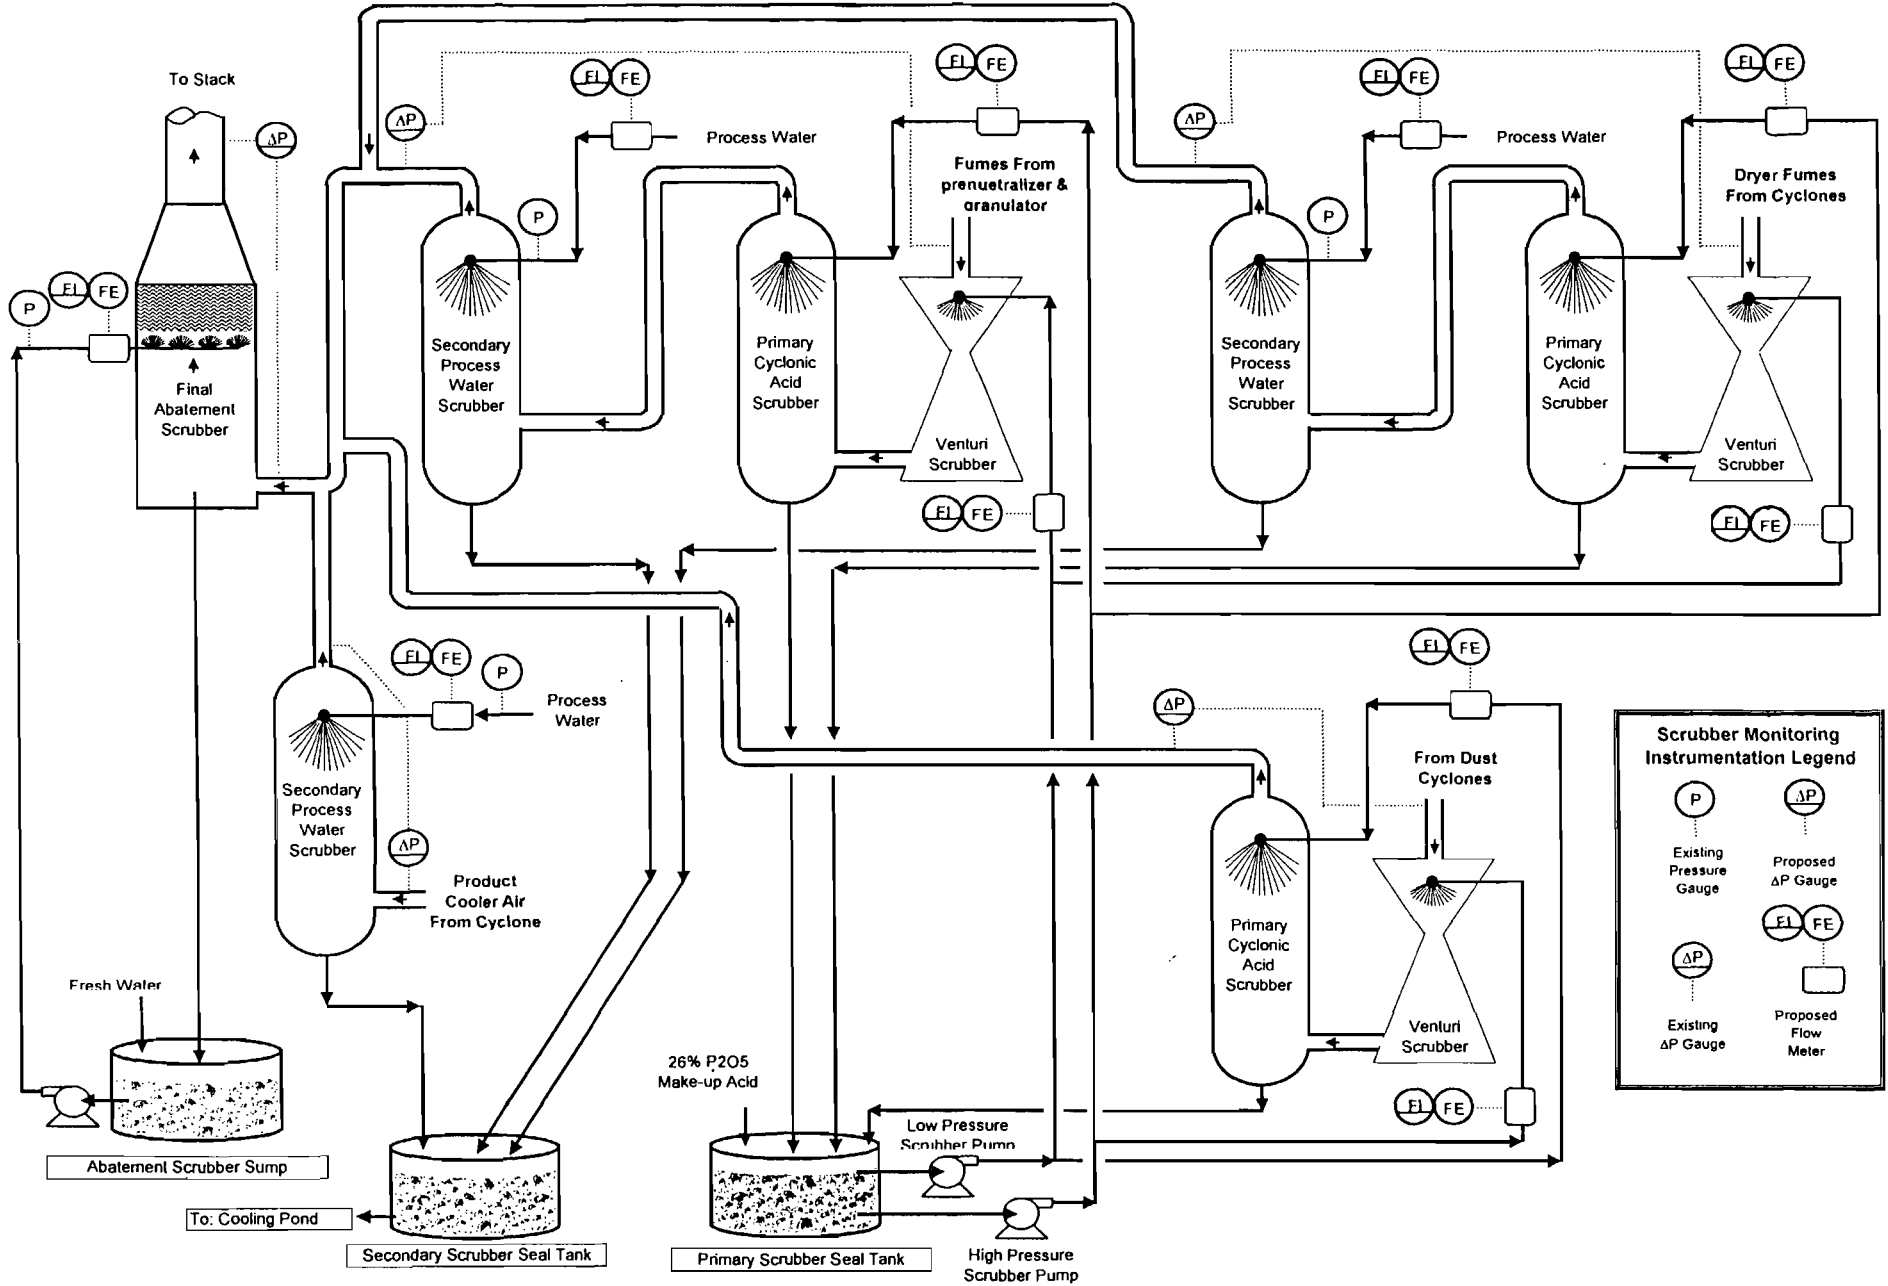 To Stack
ΔP
FI
FE
P
Final
Abatement
Scrubber
ΔP
FI
FE
Process Water
P
Secondary
Process
Water
Scrubber
FI
FE
Fumes From
prenuetralizer &
granulator
Primary
Cyclonic
Acid
Scrubber
Venturi
Scrubber
FI
FE
ΔP
FI
FE
Process Water
P
Secondary
Process
Water
Scrubber
FI
FE
Dryer Fumes
From Cyclones
Primary
Cyclonic
Acid
Scrubber
Venturi
Scrubber
FI
FE
FI
FE
P
Process
Water
Secondary
Process
Water
Scrubber
ΔP
Product
Cooler Air
From Cyclone
ΔP
FI
FE
From Dust
Cyclones
Primary
Cyclonic
Acid
Scrubber
Venturi
Scrubber
FI
FE
Scrubber Monitoring
Instrumentation Legend
P
Existing
Pressure
Gauge
ΔP
Proposed
ΔP Gauge
ΔP
Existing
ΔP Gauge
FI
FE
Proposed
Flow
Meter
Fresh Water
Abatement Scrubber Sump
To: Cooling Pond
Secondary Scrubber Seal Tank
26% P2O5
Make-up Acid
Primary Scrubber Seal Tank
Low Pressure
Scrubber Pump
High Pressure
Scrubber Pump